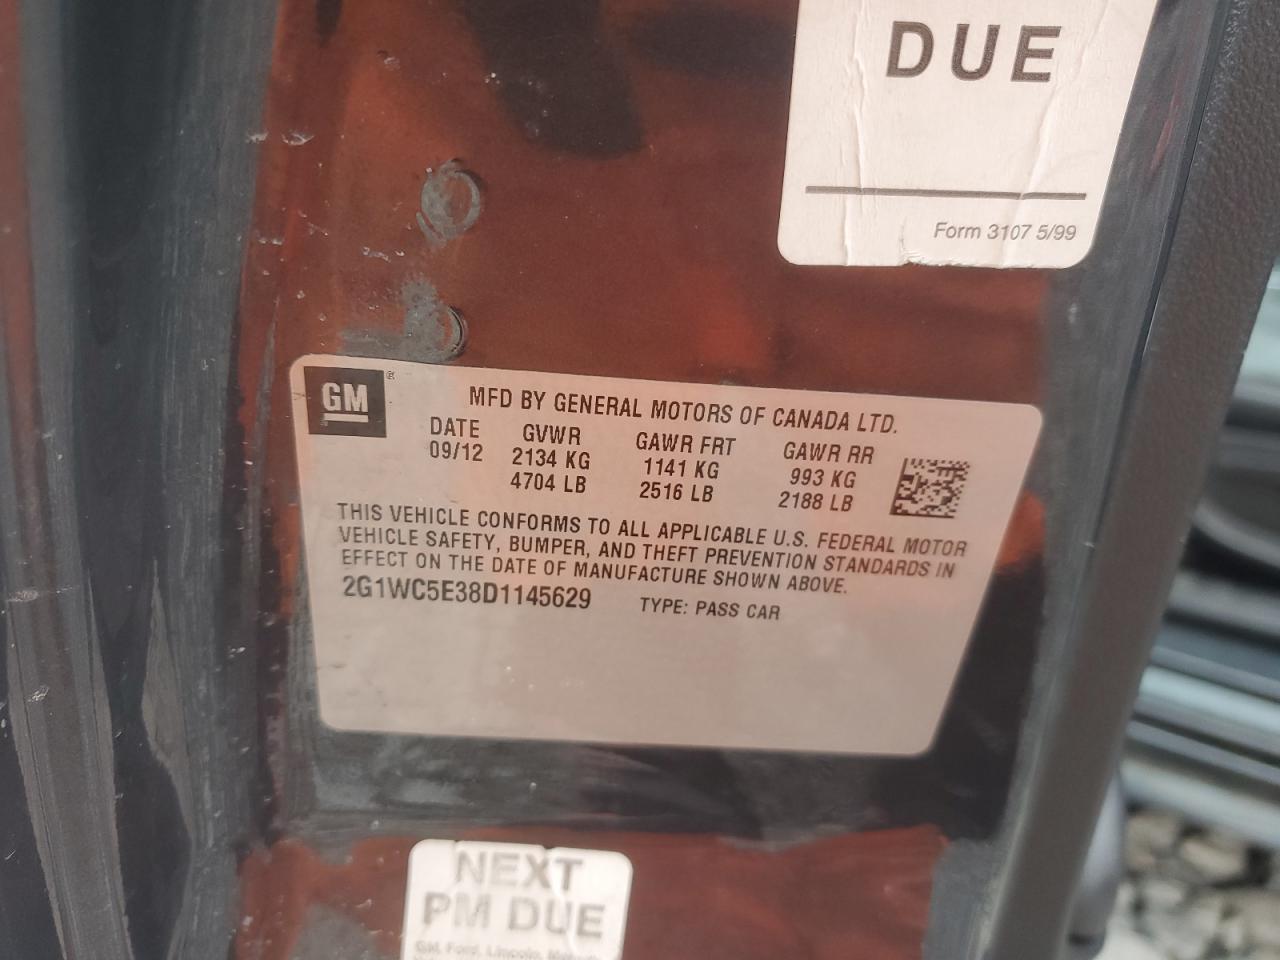 DUE
Form 3107 5/99
GM
®
MFD BY GENERAL MOTORS OF CANADA LTD.
DATE GVWR GAWR FRT GAWR RR
09/12 2134 KG 1141 KG 993 KG
4704 LB 2516 LB 2188 LB
THIS VEHICLE CONFORMS TO ALL APPLICABLE U.S. FEDERAL MOTOR
VEHICLE SAFETY, BUMPER, AND THEFT PREVENTION STANDARDS IN
EFFECT ON THE DATE OF MANUFACTURE SHOWN ABOVE.
2G1WC5E38D1145629 TYPE: PASS CAR
NEXT
PM DUE
GM, Ford, Lincoln,